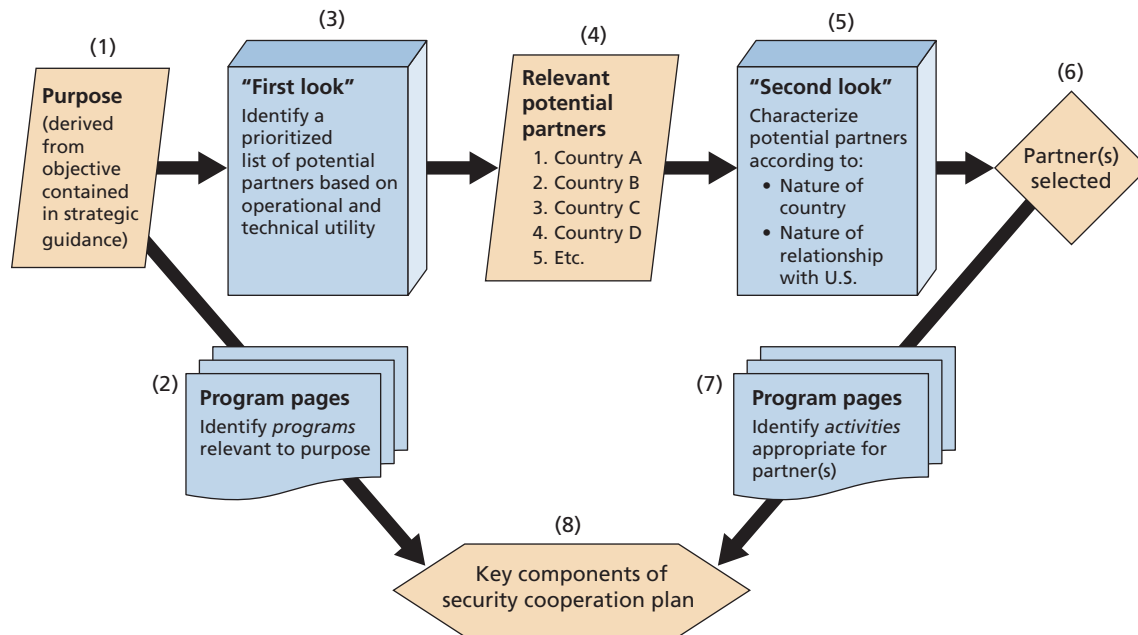 (1)
Purpose
(derived
from
objective
contained
in strategic
guidance)
(3)
“First look”
Identify a
prioritized
list of potential
partners based on
operational and
technical utility
(4)
Relevant
potential
partners
1. Country A
2. Country B
3. Country C
4. Country D
5. Etc.
(5)
“Second look”
Characterize
potential partners
according to:
• Nature of
country
• Nature of
relationship
with U.S.
(6)
Partner(s)
selected
(2)
Program pages
Identify programs
relevant to purpose
(7)
Program pages
Identify activities
appropriate for
partner(s)
(8)
Key components of
security cooperation plan